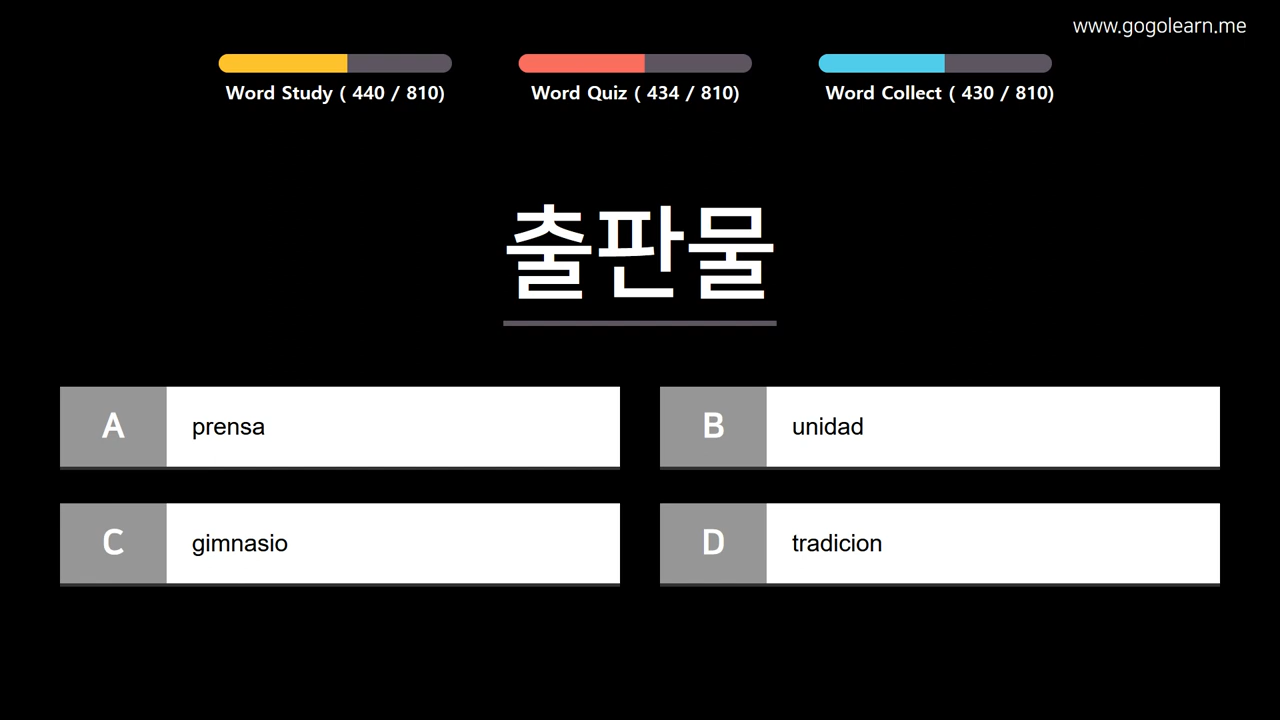 www.gogolearn.me
Word Study ( 440 / 810)
Word Quiz ( 434 / 810)
Word Collect ( 430 / 810)
출판물
A prensa
B unidad
C gimnasio
D tradicion